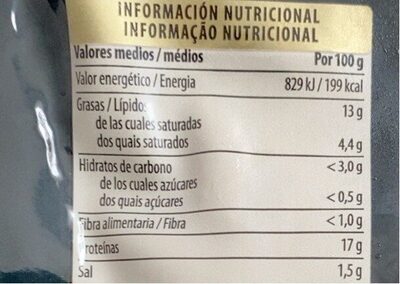 INFORMACIÓN NUTRICIONAL
INFORMAÇÃO NUTRICIONAL
Valores medios / médios Por 100 g
Valor energético / Energia 829 kJ / 199 kcal
Grasas / Lípido 13 g
de las cuales saturadas
dos quais saturados 4,4 g
Hidratos de carbono <3,0 g
de los cuales azúcares
dos quais açúcares <0,5 g
Fibra alimentaria / Fibra <1,0 g
roteínas 17 g
Sal 1,5 g